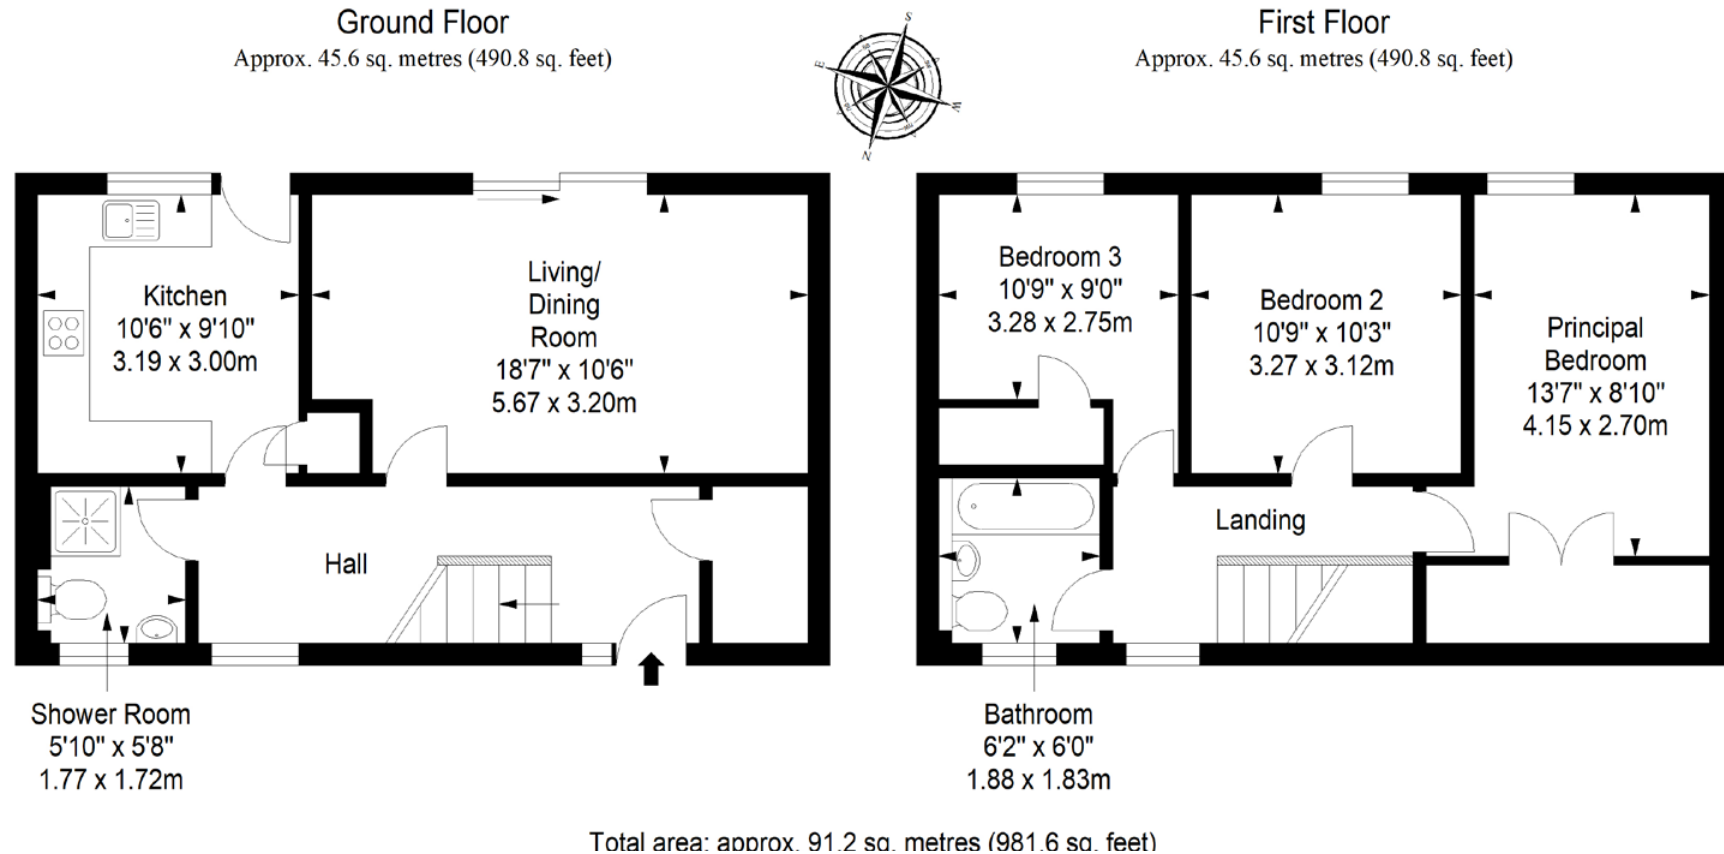 Ground Floor
Approx. 45.6 sq. metres (490.8 sq. feet)
First Floor
Approx. 45.6 sq. metres (490.8 sq. feet)
S
E
W
N
Kitchen
10'6" x 9'10"
3.19 x 3.00m
Living/
Dining
Room
18'7" x 10'6"
5.67 x 3.20m
Hall
Shower Room
5'10" x 5'8"
1.77 x 1.72m
Bedroom 3
10'9" x 9'0"
3.28 x 2.75m
Bedroom 2
10'9" x 10'3"
3.27 x 3.12m
Principal
Bedroom
13'7" x 8'10"
4.15 x 2.70m
Landing
Bathroom
6'2" x 6'0"
1.88 x 1.83m
Total area: approx. 91.2 sq. metres (981.6 sq. feet)